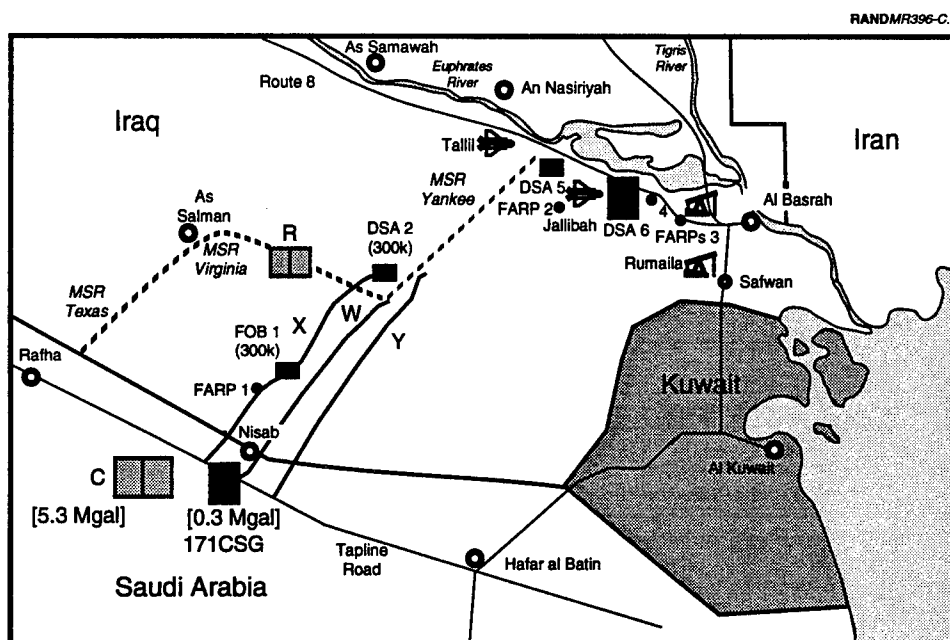 RANDMR396-C.
As Samawah
Tigris
River
Euphrates
River
Route 8
An Nasiriyah
Iraq
Iran
Tallil
MSR
Yankee
DSA 5
FARP 2
Jallibah
DSA 6
4
FARPs 3
Al Basrah
As
Salman
MSR
Virginia
R
DSA 2
(300k)
Rumaila
Safwan
MSR
Texas
X
W
Y
FOB 1
(300k)
Rafha
FARP 1
Kuwait
Nisab
Al Kuwait
C
[5.3 Mgal]
[0.3 Mgal]
171CSG
Tapline
Road
Hafar al Batin
Saudi Arabia